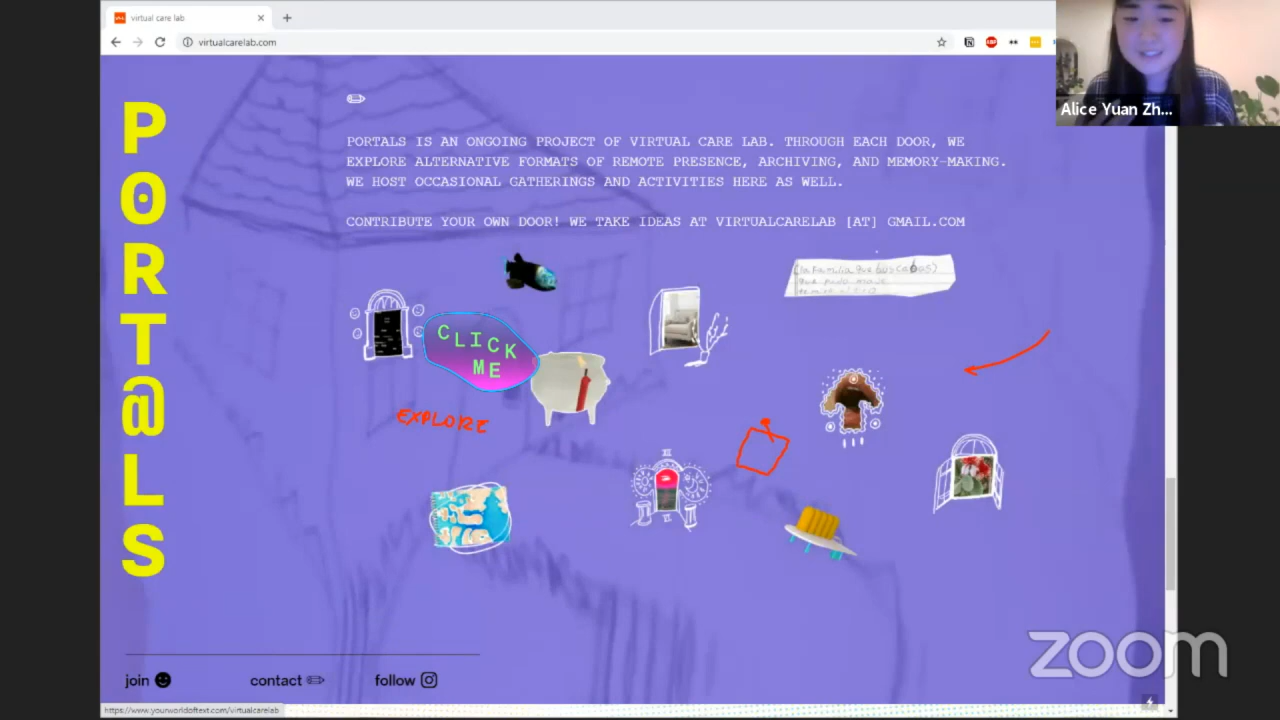 virtual care lab
virtualcarelab.com
Alice Yuan Zh...
PORT@LS
PORTALS IS AN ONGOING PROJECT OF VIRTUAL CARE LAB. THROUGH EACH DOOR, WE
EXPLORE ALTERNATIVE FORMATS OF REMOTE PRESENCE, ARCHIVING, AND MEMORY-MAKING.
WE HOST OCCASIONAL GATHERINGS AND ACTIVITIES HERE AS WELL.
CONTRIBUTE YOUR OWN DOOR! WE TAKE IDEAS AT VIRTUALCARELAB [AT] GMAIL.COM
CLICK
ME
EXPLORE
join
contact
follow
zoom
https://www.yourworldoftext.com/virtualcarelab